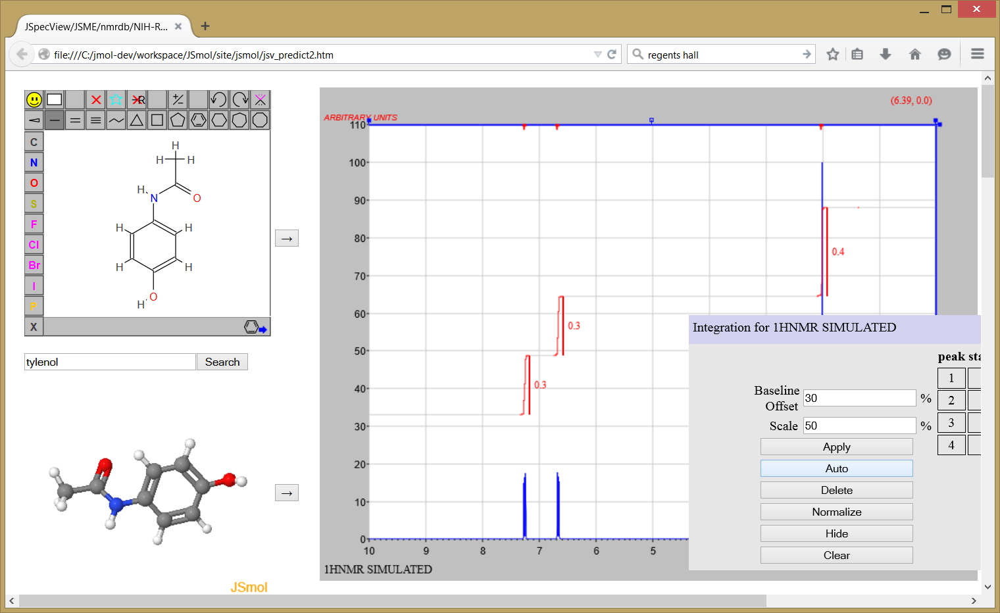 JSpecView/JSME/nmrdb/NIH-R...
file:///C:/jmol-dev/workspace/JSmol/site/jsmol/jsv_predict2.htm
regents hall
R
C
N
O
S
F
Cl
Br
I
P
X
H
H H
H
N
O
H H
H H
O
H
tylenol
Search
→
→
JSmol
(6.39, 0.0)
ARBITRARY UNITS
110
100
90
80
70
60
50
40
30
20
10
0
0.4
0.3
0.3
10 9 8 7 6 5
1HNMR SIMULATED
Integration for 1HNMR SIMULATED
peak sta
1
2
3
4
Baseline
Offset
30
%
Scale
50
%
Apply
Auto
Delete
Normalize
Hide
Clear